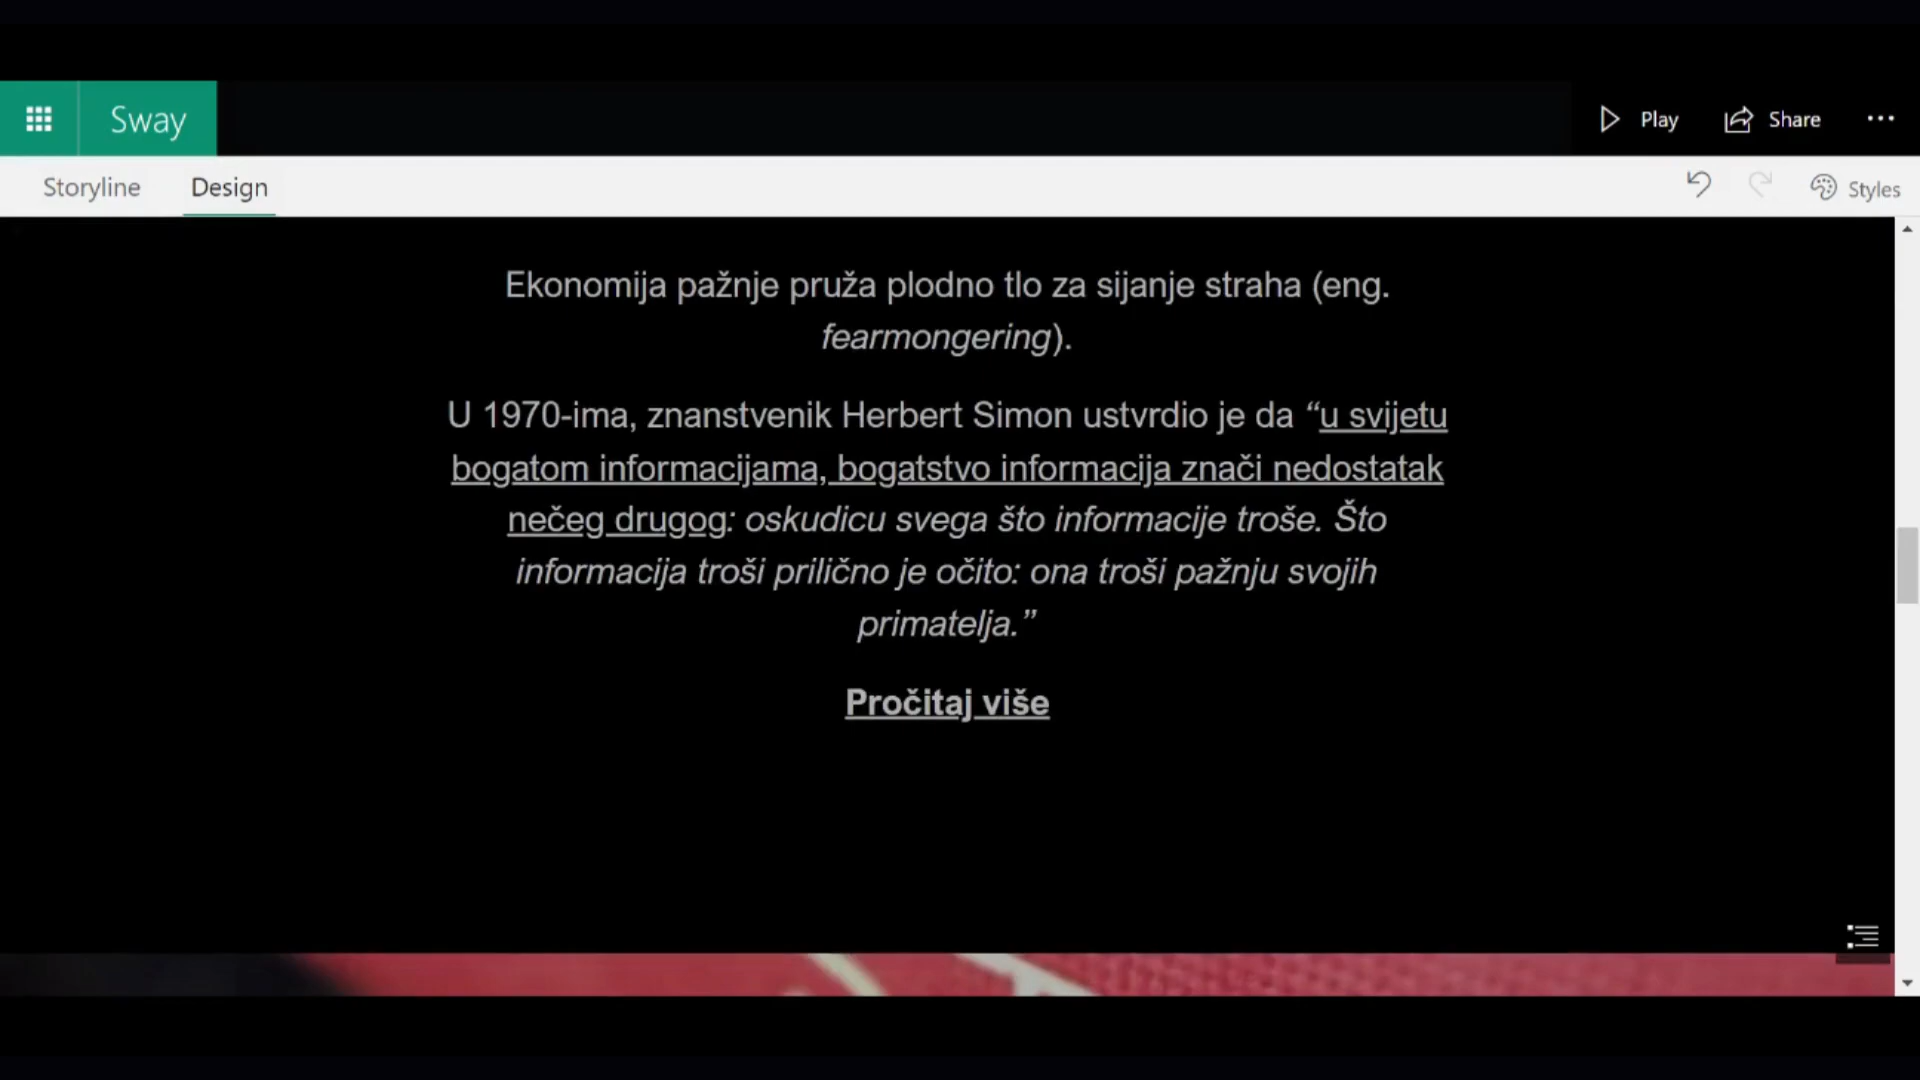 Sway
Play
Share
Storyline
Design
Styles
Ekonomija pažnje pruža plodno tlo za sijanje straha (eng.
fearmongering).
U 1970-ima, znanstvenik Herbert Simon ustvrdio je da “u svijetu
bogatom informacijama, bogatstvo informacija znači nedostatak
nečeg drugog: oskudicu svega što informacije troše. Što
informacija troši prilično je očito: ona troši pažnju svojih
primatelja.”
Pročitaj više